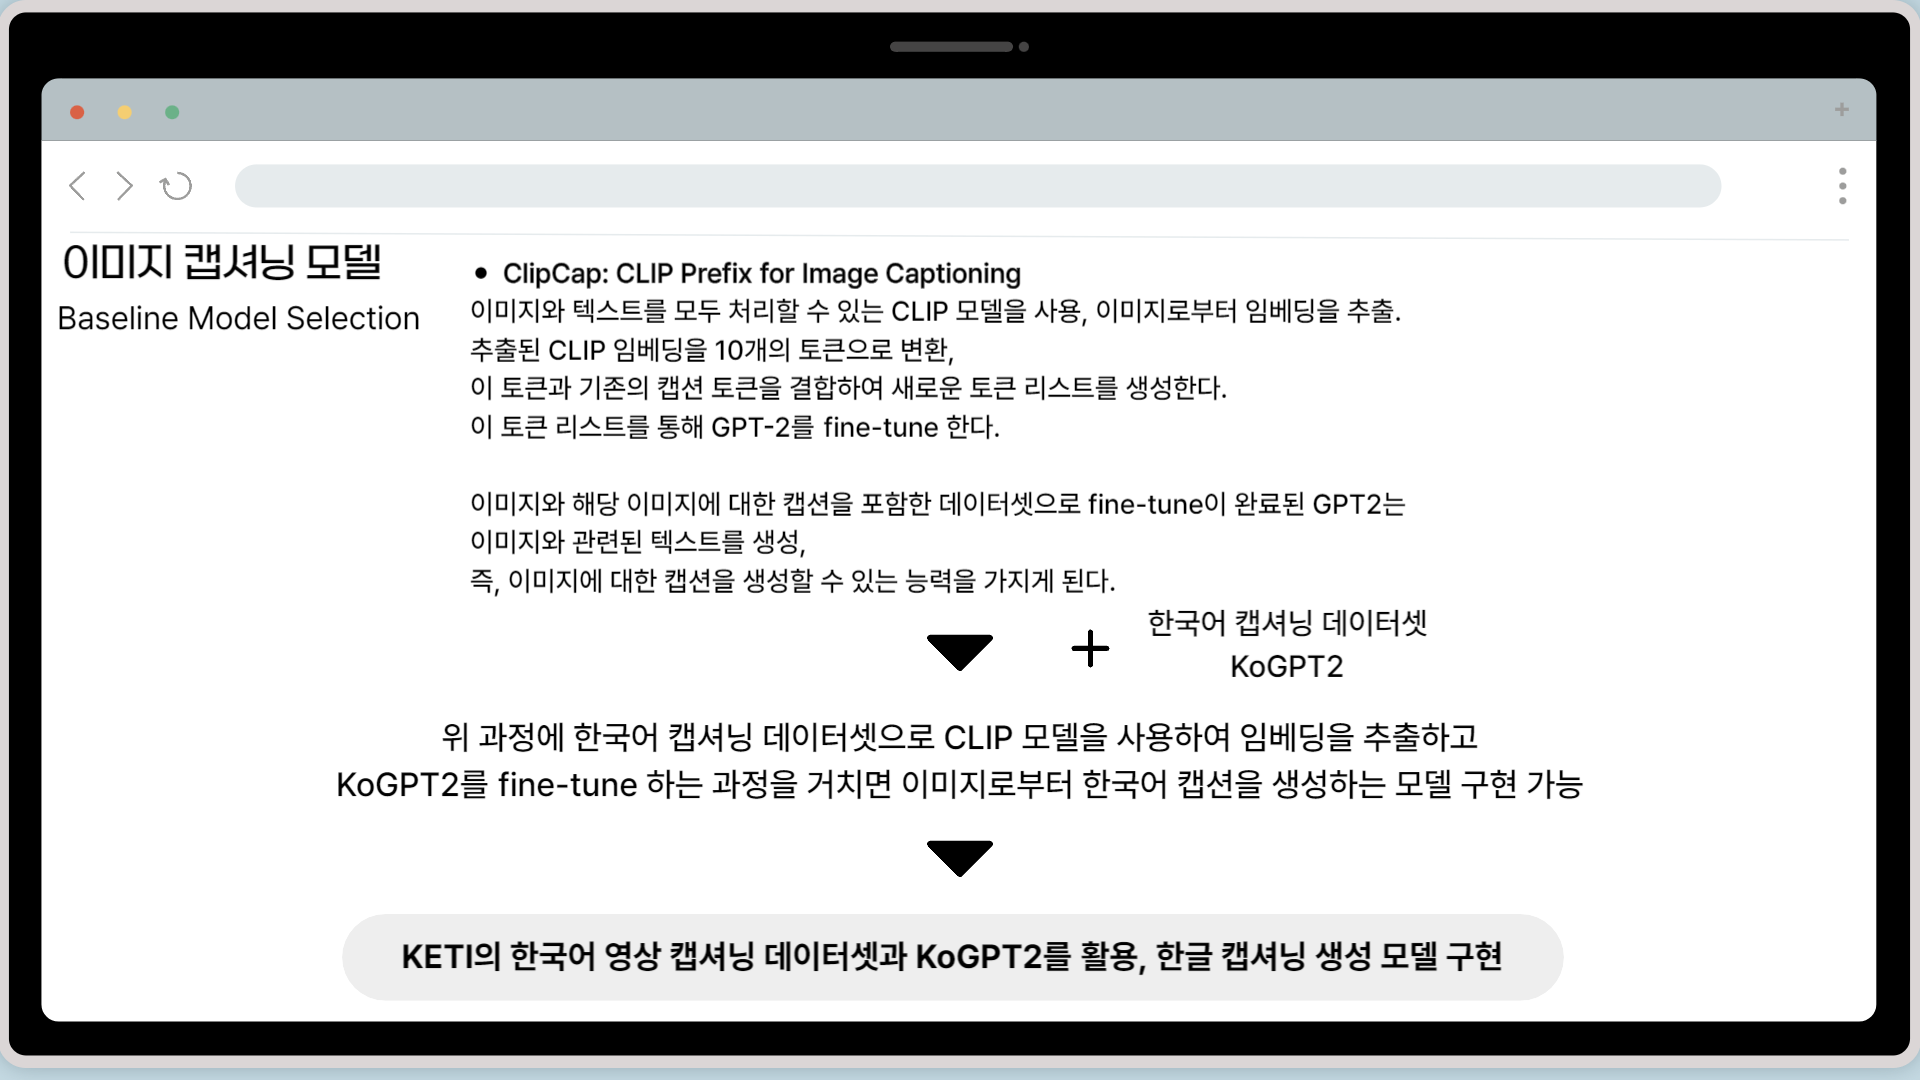 이미지 캡셔닝 모델
Baseline Model Selection
• ClipCap: CLIP Prefix for Image Captioning
이미지와 텍스트를 모두 처리할 수 있는 CLIP 모델을 사용, 이미지로부터 임베딩을 추출.
추출된 CLIP 임베딩을 10개의 토큰으로 변환,
이 토큰과 기존의 캡션 토큰을 결합하여 새로운 토큰 리스트를 생성한다.
이 토큰 리스트를 통해 GPT-2를 fine-tune 한다.
이미지와 해당 이미지에 대한 캡션을 포함한 데이터셋으로 fine-tune이 완료된 GPT2는
이미지와 관련된 텍스트를 생성,
즉, 이미지에 대한 캡션을 생성할 수 있는 능력을 가지게 된다.
한국어 캡셔닝 데이터셋
KoGPT2
위 과정에 한국어 캡셔닝 데이터셋으로 CLIP 모델을 사용하여 임베딩을 추출하고
KoGPT2를 fine-tune 하는 과정을 거치면 이미지로부터 한국어 캡션을 생성하는 모델 구현 가능
KETI의 한국어 영상 캡셔닝 데이터셋과 KoGPT2를 활용, 한글 캡셔닝 생성 모델 구현